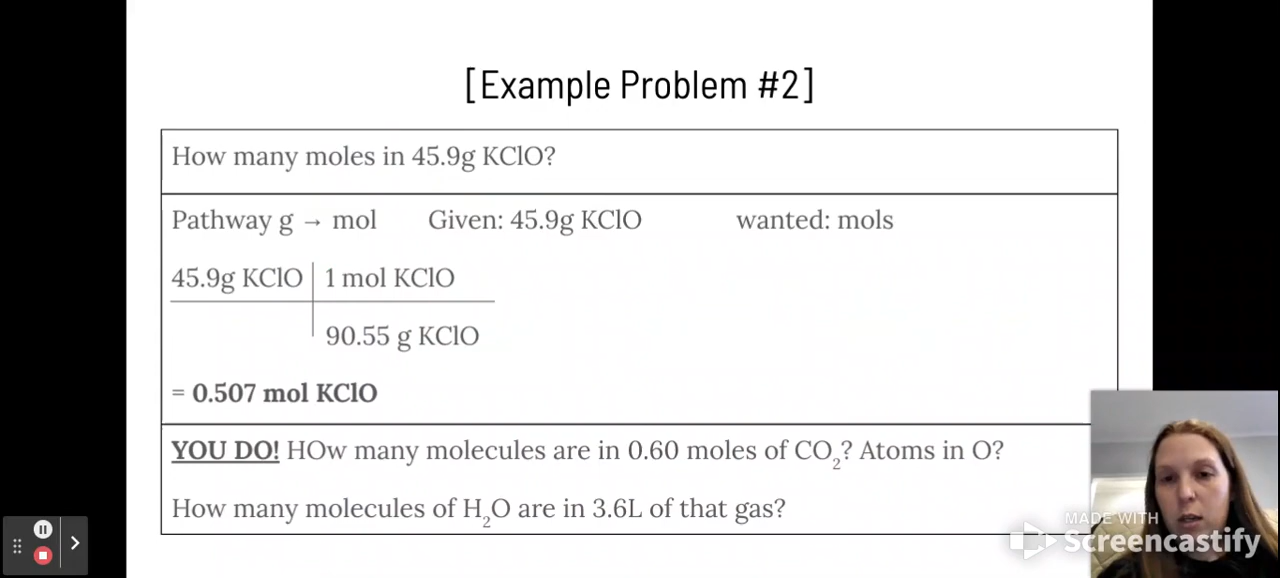 [Example Problem #2]
How many moles in 45.9g KClO?
Pathway g → mol Given: 45.9g KClO wanted: mols
45.9g KClO 1 mol KClO
90.55 g KClO
= 0.507 mol KClO
YOU DO! HOw many molecules are in 0.60 moles of CO₂? Atoms in O?
How many molecules of H₂O are in 3.6L of that gas?
MADE WITH
Screencastify